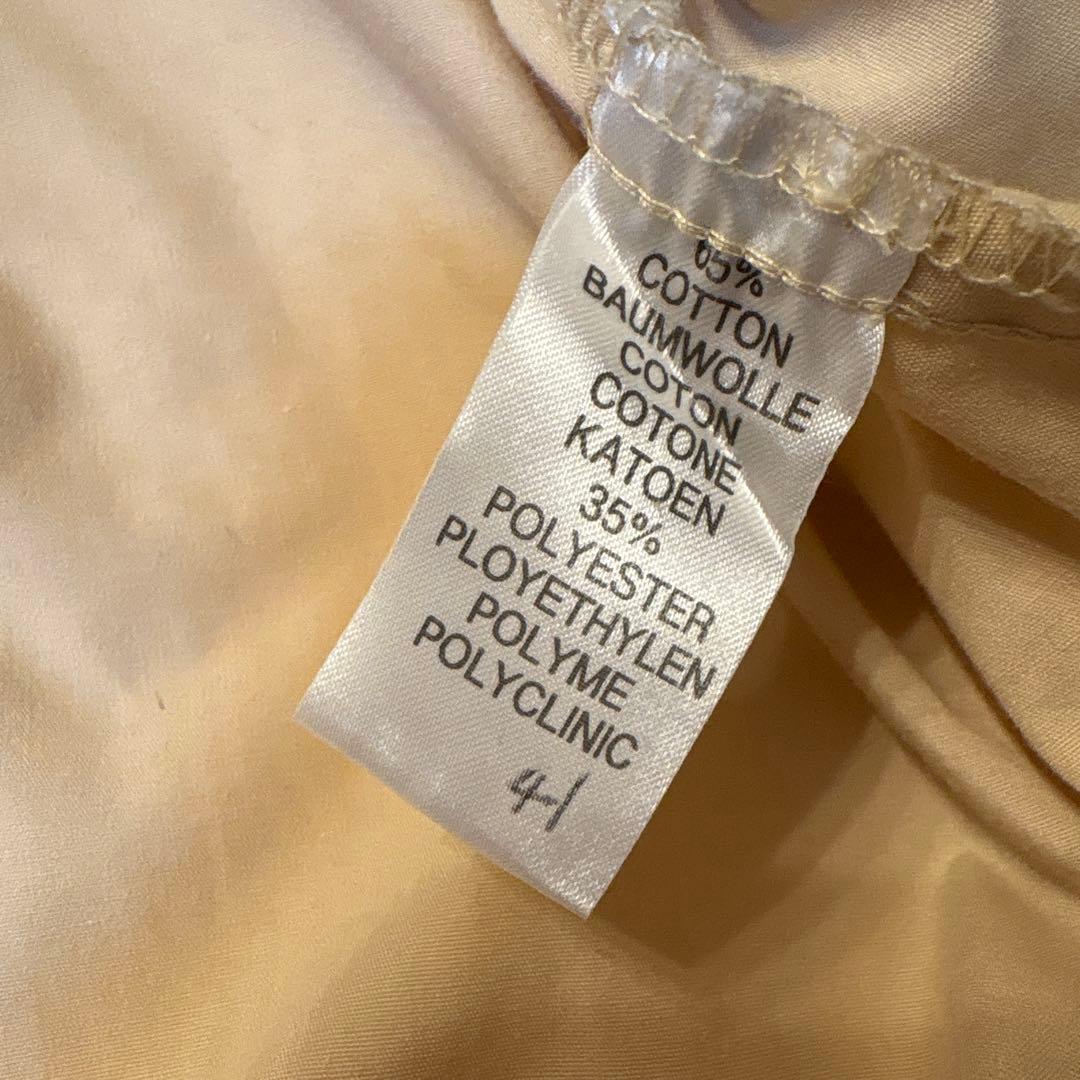 65%
COTTON
BAUMWOLLE
COTON
COTONE
KATOEN
35%
POLYESTER
PLOYETHYLEN
POLYME
POLYCLINIC
4-1